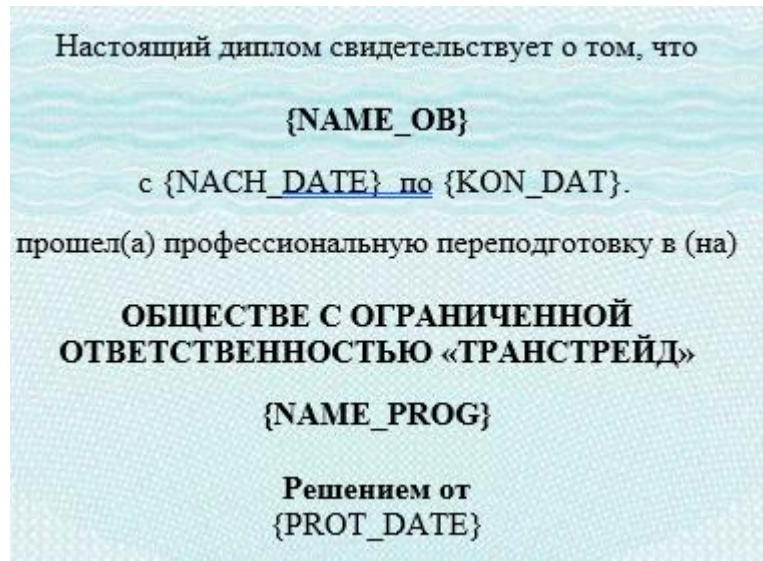 Настоящий диплом свидетельствует о том, что
{NAME_OB}
с {NACH_DATE} по {KON_DAT}.
прошел(а) профессиональную переподготовку в (на)
ОБЩЕСТВЕ С ОГРАНИЧЕННОЙ
ОТВЕТСТВЕННОСТЬЮ «ТРАНСТРЕЙД»
{NAME_PROG}
Решением от
{PROT_DATE}